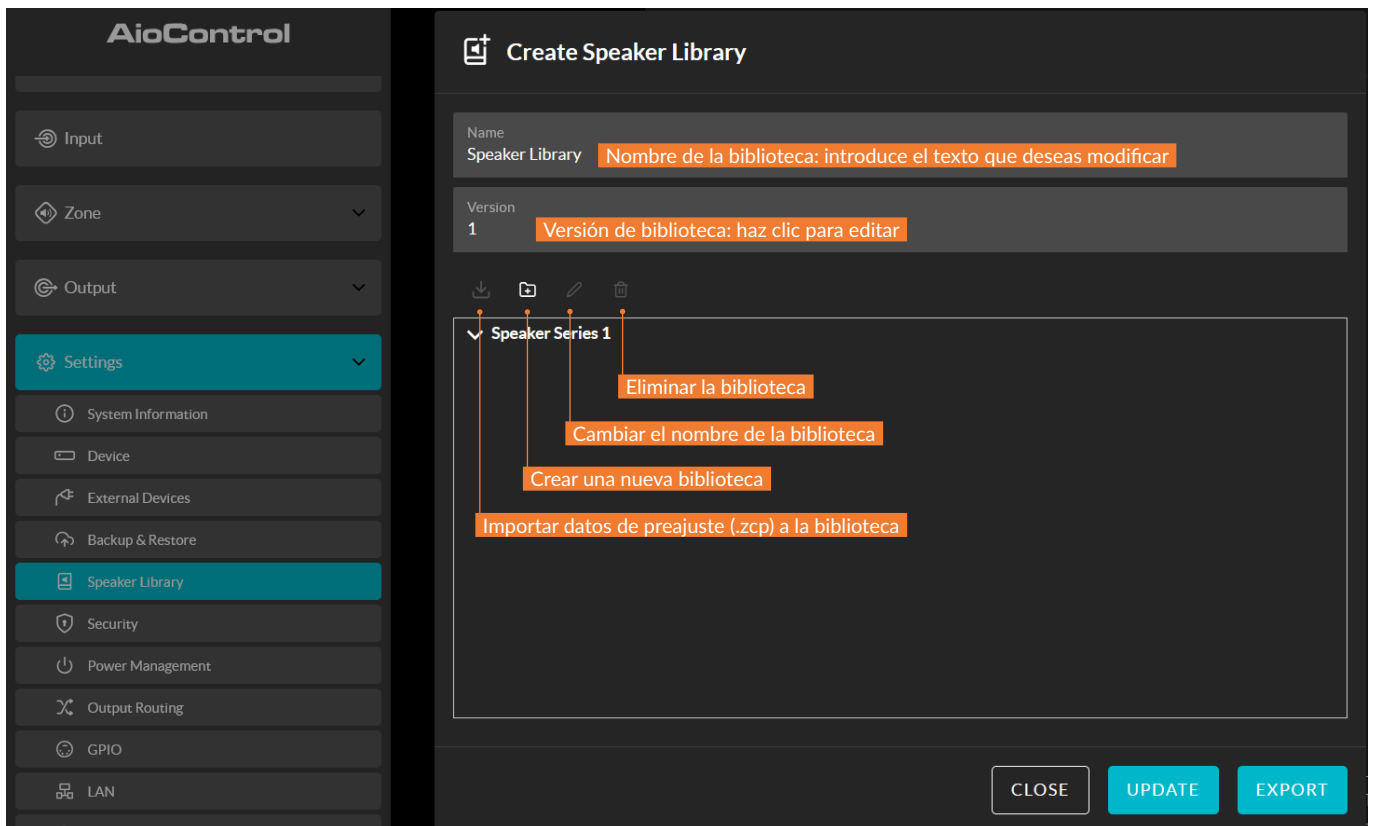 AioControl
Input
Zone
Output
Settings
System Information
Device
External Devices
Backup & Restore
Speaker Library
Security
Power Management
Output Routing
GPIO
LAN
Create Speaker Library
Name
Speaker Library Nombre de la biblioteca: introduce el texto que deseas modificar
Version
1 Versión de biblioteca: haz clic para editar
Speaker Series 1
Eliminar la biblioteca
Cambiar el nombre de la biblioteca
Crear una nueva biblioteca
Importar datos de preajuste (.zcp) a la biblioteca
CLOSE UPDATE EXPORT